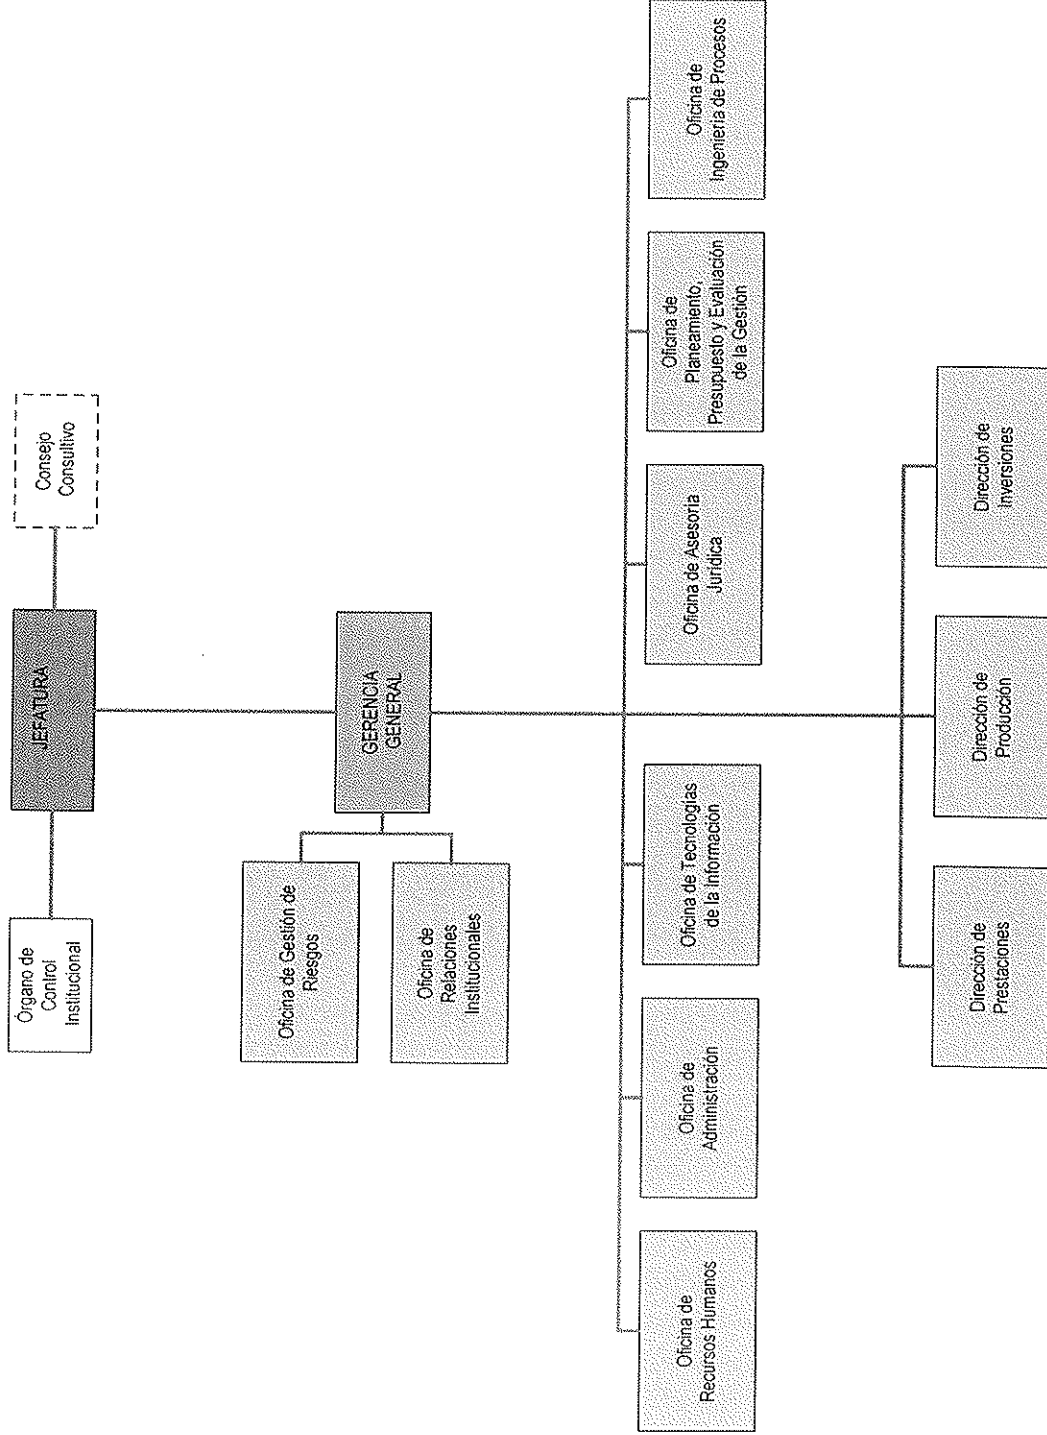 JEFATURA
Consejo
Consultivo
Órgano de
Control
Institucional
GERENCIA
GENERAL
Oficina de Gestión de
Riesgos
Oficina de
Relaciones
Institucionales
Oficina de
Recursos Humanos
Oficina de
Administración
Oficina de Tecnologías
de la Información
Oficina de Asesoría
Jurídica
Oficina de
Planeamiento,
Presupuesto y Evaluación
de la Gestión
Oficina de
Ingeniería de Procesos
Dirección de
Prestaciones
Dirección de
Producción
Dirección de
Inversiones